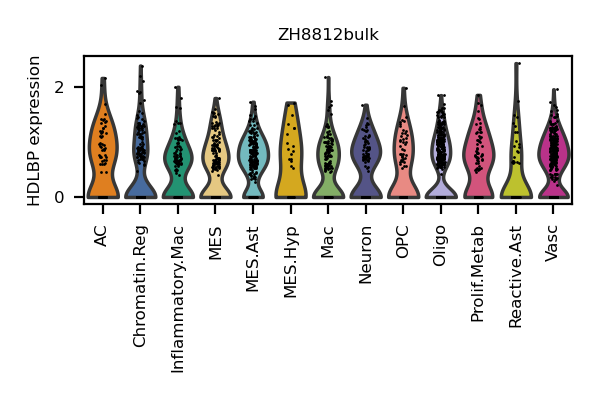 ZH8812bulk
HDLBP expression
2
0
AC
Chromatin.Reg
Inflammatory.Mac
MES
MES.Ast
MES.Hyp
Mac
Neuron
OPC
Oligo
Prolif.Metab
Reactive.Ast
Vasc